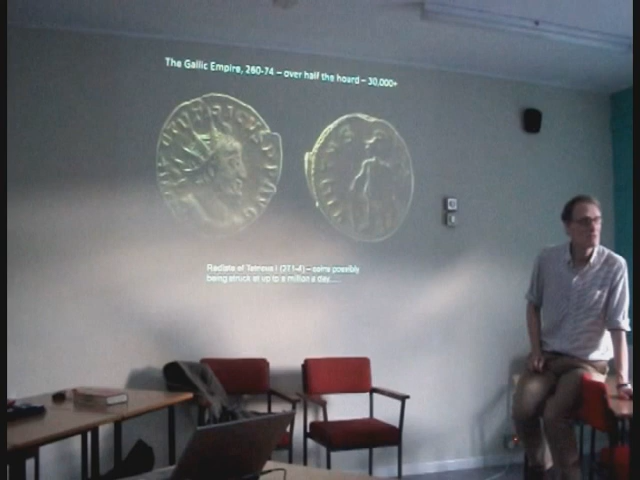 The Gallic Empire, 260-74 – over half the hoard – 30,000+
Radiate of Tetricus I (271-4) – coins possibly
being struck at up to a million a day....